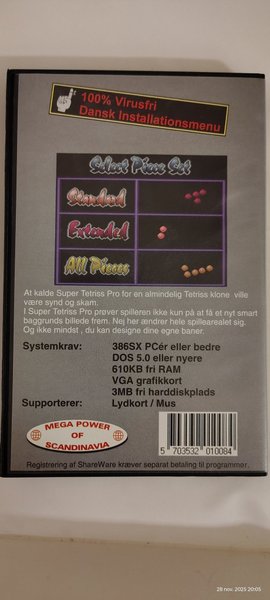 100% Virusfri
Dansk Installationsmenu
Select Piece Set
Standard
Extended
All Pieces
At kalde Super Tetriss Pro for en almindelig Tetriss klone ville
være synd og skam.
I Super Tetriss Pro prøver spilleren ikke kun på at få et nyt smart
baggrunds billede frem. Nej her ændrer hele spillearealet sig.
Og ikke mindst , du kan designe dine egne baner.
Systemkrav: 386SX PCér eller bedre
DOS 5.0 eller nyere
610KB fri RAM
VGA grafikkort
3MB fri harddiskplads
Supporterer: Lydkort / Mus
MEGA POWER
OF
SCANDINAVIA
5 703532 010084
Registrering af ShareWare kræver separat betaling til programmør.
28 nov. 2025 20:05